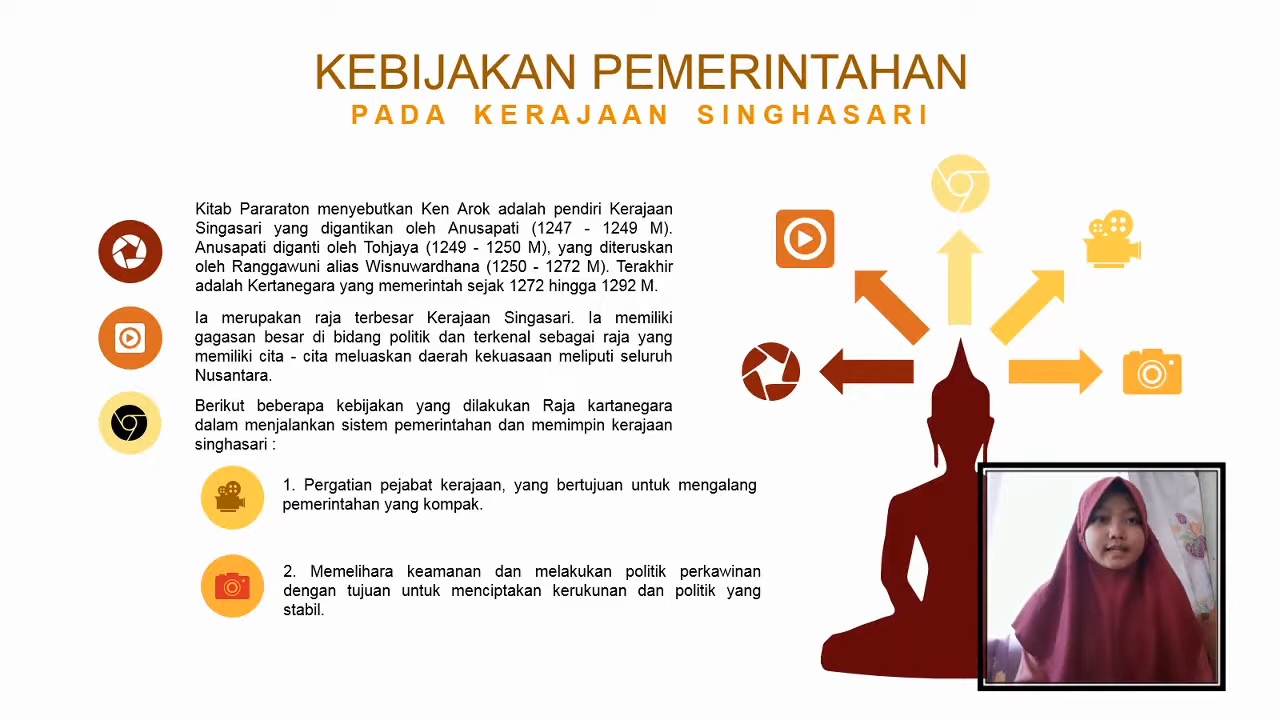 KEBIJAKAN PEMERINTAHAN
PADA KERAJAAN SINGHASARI
Kitab Pararaton menyebutkan Ken Arok adalah pendiri Kerajaan
Singasari yang digantikan oleh Anusapati (1247 - 1249 M).
Anusapati diganti oleh Tohjaya (1249 - 1250 M), yang diteruskan
oleh Ranggawuni alias Wisnuwardhana (1250 - 1272 M). Terakhir
adalah Kertanegara yang memerintah sejak 1272 hingga 1292 M.
Ia merupakan raja terbesar Kerajaan Singasari. Ia memiliki
gagasan besar di bidang politik dan terkenal sebagai raja yang
memiliki cita - cita meluaskan daerah kekuasaan meliputi seluruh
Nusantara.
Berikut beberapa kebijakan yang dilakukan Raja kartanegara
dalam menjalankan sistem pemerintahan dan memimpin kerajaan
singhasari :
1. Pergatian pejabat kerajaan, yang bertujuan untuk mengalang
pemerintahan yang kompak.
2. Memelihara keamanan dan melakukan politik perkawinan
dengan tujuan untuk menciptakan kerukunan dan politik yang
stabil.